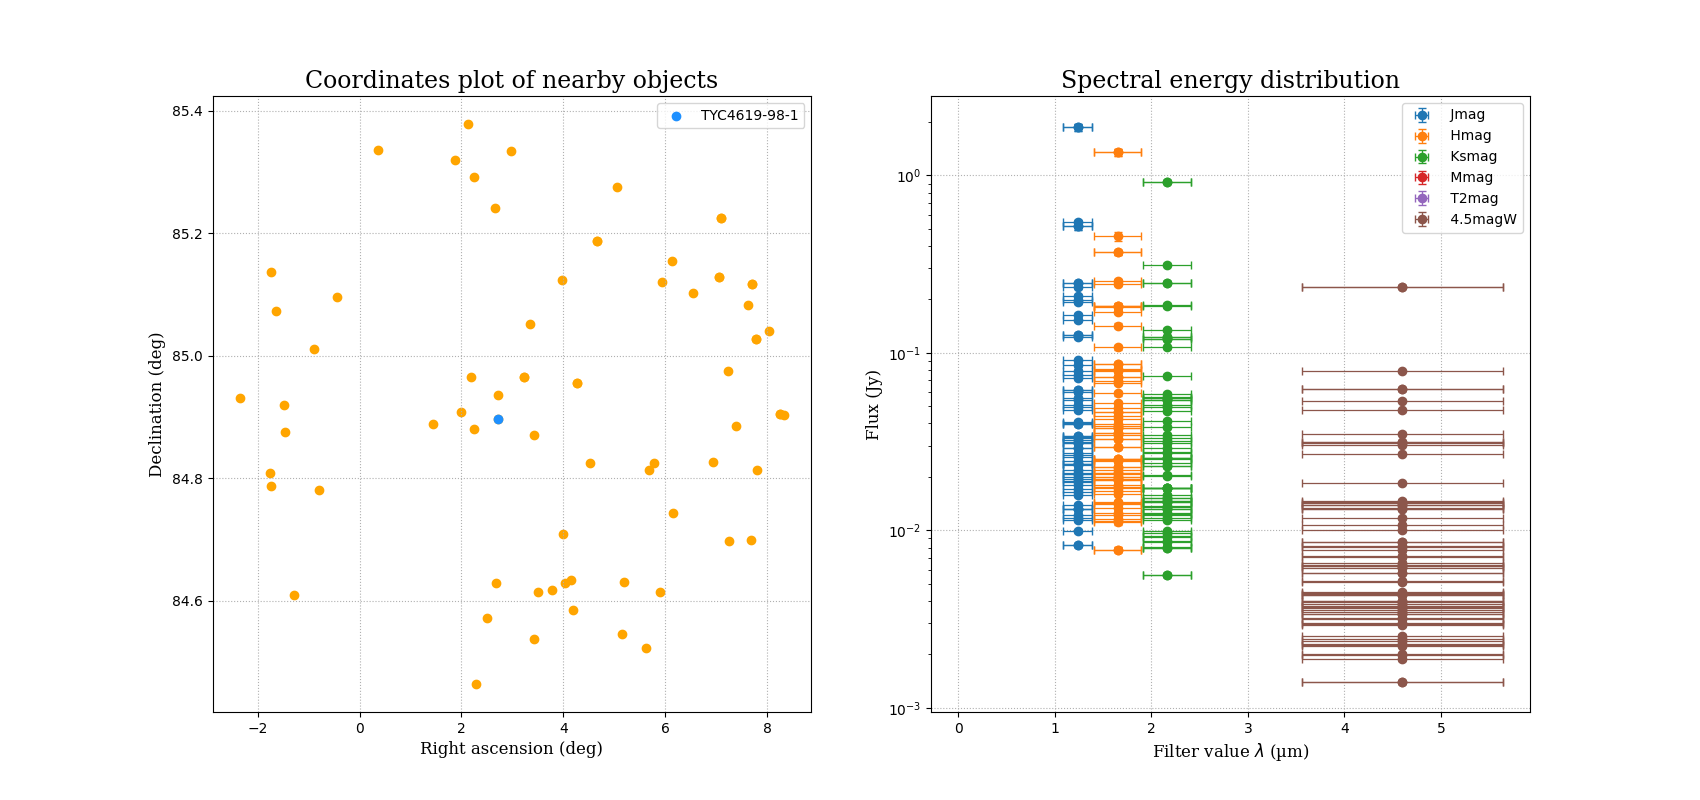 Coordinates plot of nearby objects
TYC4619-98-1
85.4
85.2
85.0
84.8
84.6
Declination (deg)
−2
0
2
4
6
8
Right ascension (deg)
Spectral energy distribution
Jmag
Hmag
Ksmag
Mmag
T2mag
4.5magW
10⁰
10⁻¹
10⁻²
10⁻³
Flux (Jy)
0
1
2
3
4
5
Filter value λ (µm)